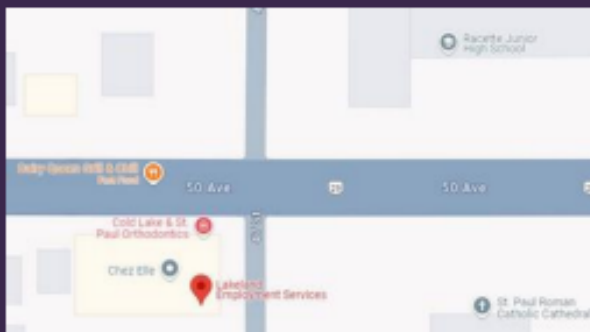 Racette Junior
High School
Dairy Queen Grill & Chill
Fast Food
50 Ave
29
50 Ave
Cold Lake & St.
Paul Orthodontics
Chez Elle
Lakeland
Employment Services
St. Paul Roman
Catholic Cathedral